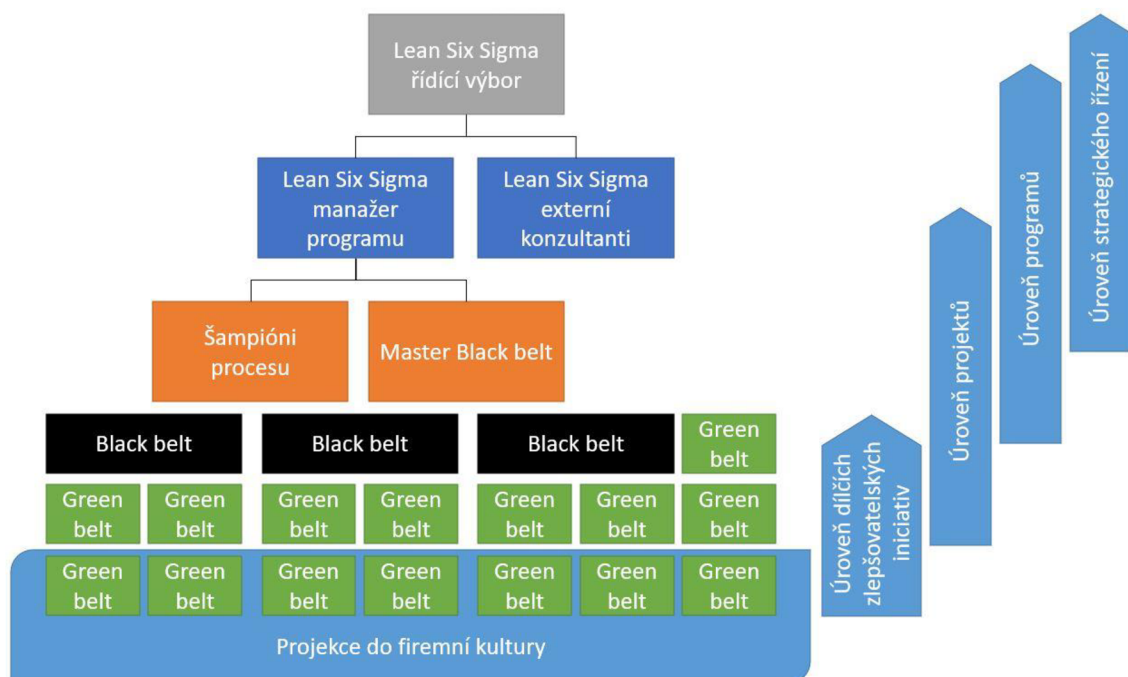 Lean Six Sigma
řídící výbor
Lean Six Sigma
manažer
programu
Lean Six Sigma
externí
konzultanti
Šampióni
procesu
Master Black belt
Black belt
Black belt
Black belt
Green
belt
Green
belt
Green
belt
Green
belt
Green
belt
Green
belt
Green
belt
Green
belt
Green
belt
Green
belt
Green
belt
Green
belt
Green
belt
Green
belt
Green
belt
Projekce do firemní kultury
Úroveň dílčích
zlepšovatelských
iniciativ
Úroveň projektů
Úroveň programů
Úroveň strategického řízení